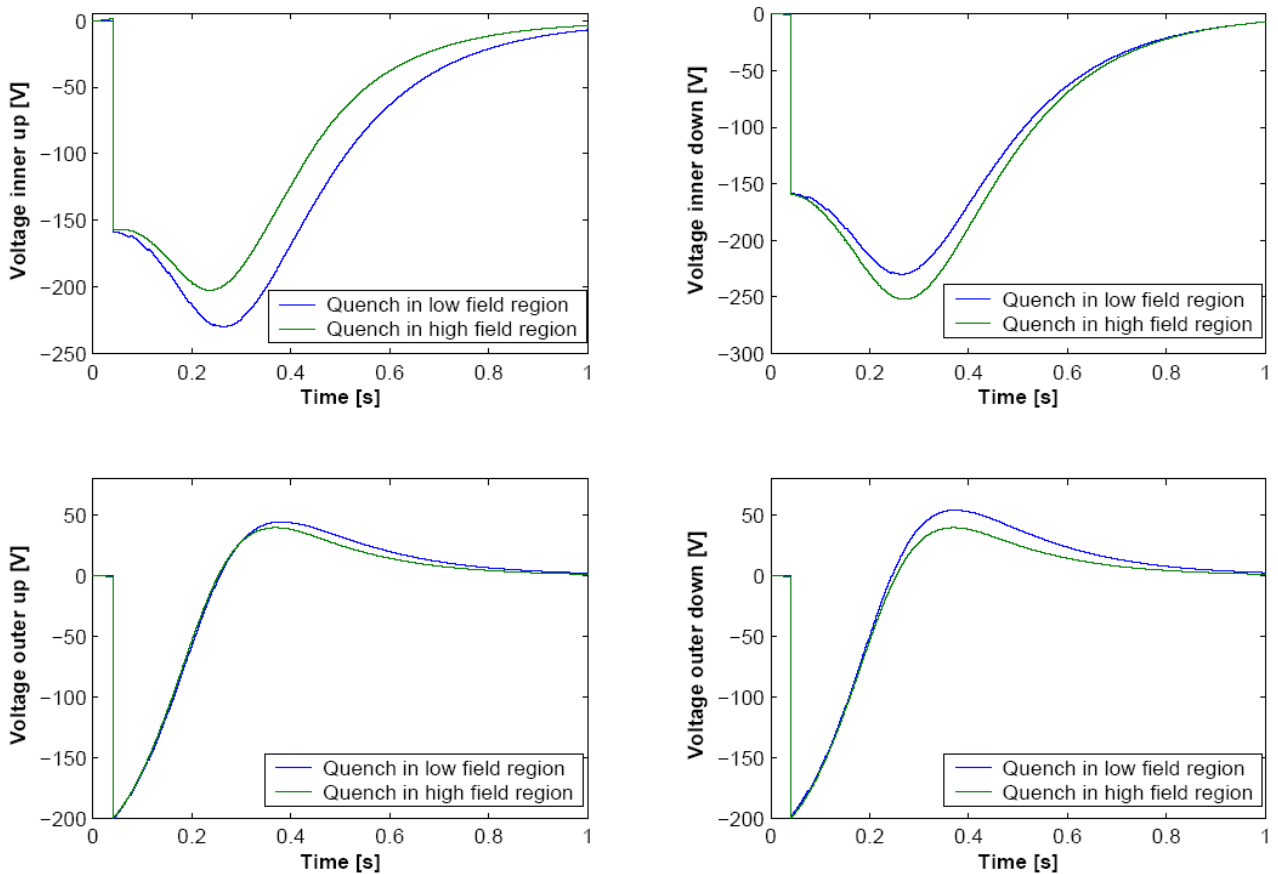 Voltage inner up [V]
0
−50
−100
−150
−200
−250
Quench in low field region
Quench in high field region
0 0.2 0.4 0.6 0.8 1
Time [s]
Voltage inner down [V]
0
−50
−100
−150
−200
−250
−300
Quench in low field region
Quench in high field region
0 0.2 0.4 0.6 0.8 1
Time [s]
Voltage outer up [V]
50
0
−50
−100
−150
−200
Quench in low field region
Quench in high field region
0 0.2 0.4 0.6 0.8 1
Time [s]
Voltage outer down [V]
50
0
−50
−100
−150
−200
Quench in low field region
Quench in high field region
0 0.2 0.4 0.6 0.8 1
Time [s]